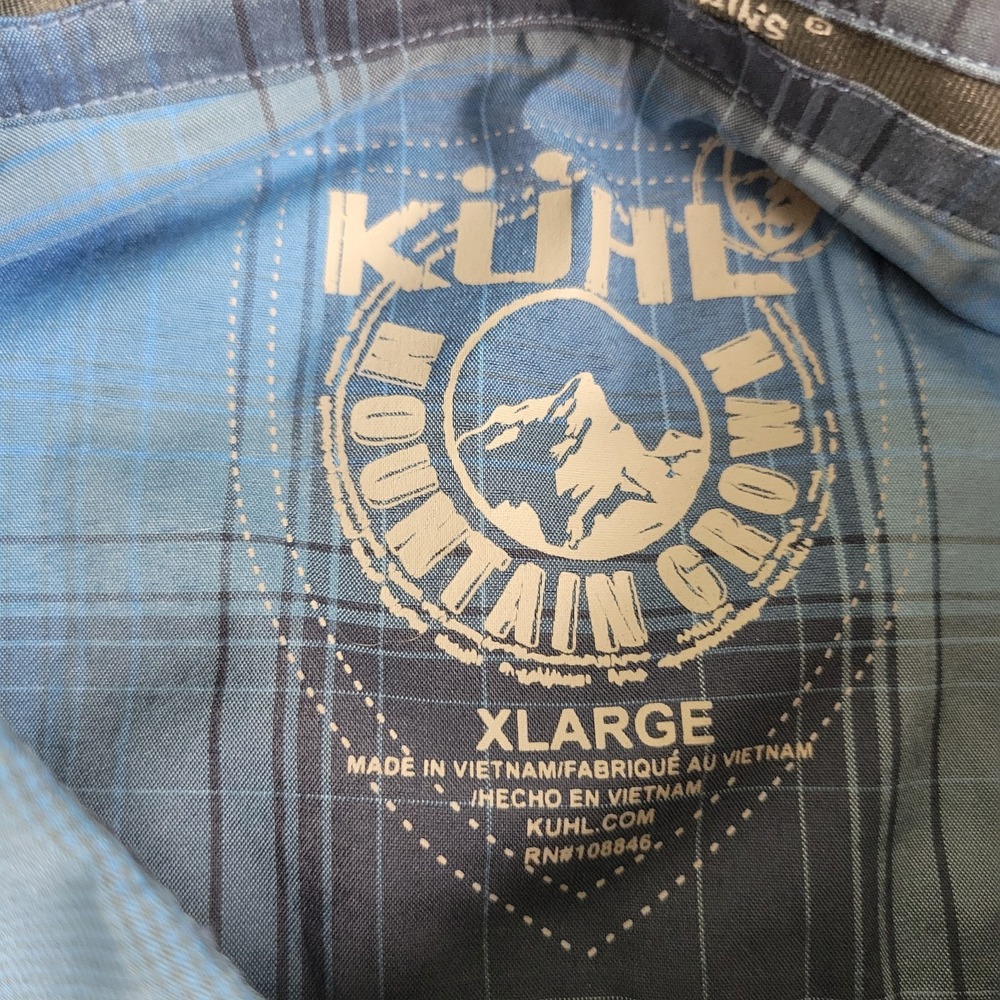 KÜHL
MOUNTAIN GROWN
XLARGE
MADE IN VIETNAM/FABRIQUÉ AU VIETNAM
/HECHO EN VIETNAM
KUHL.COM
RN#108846